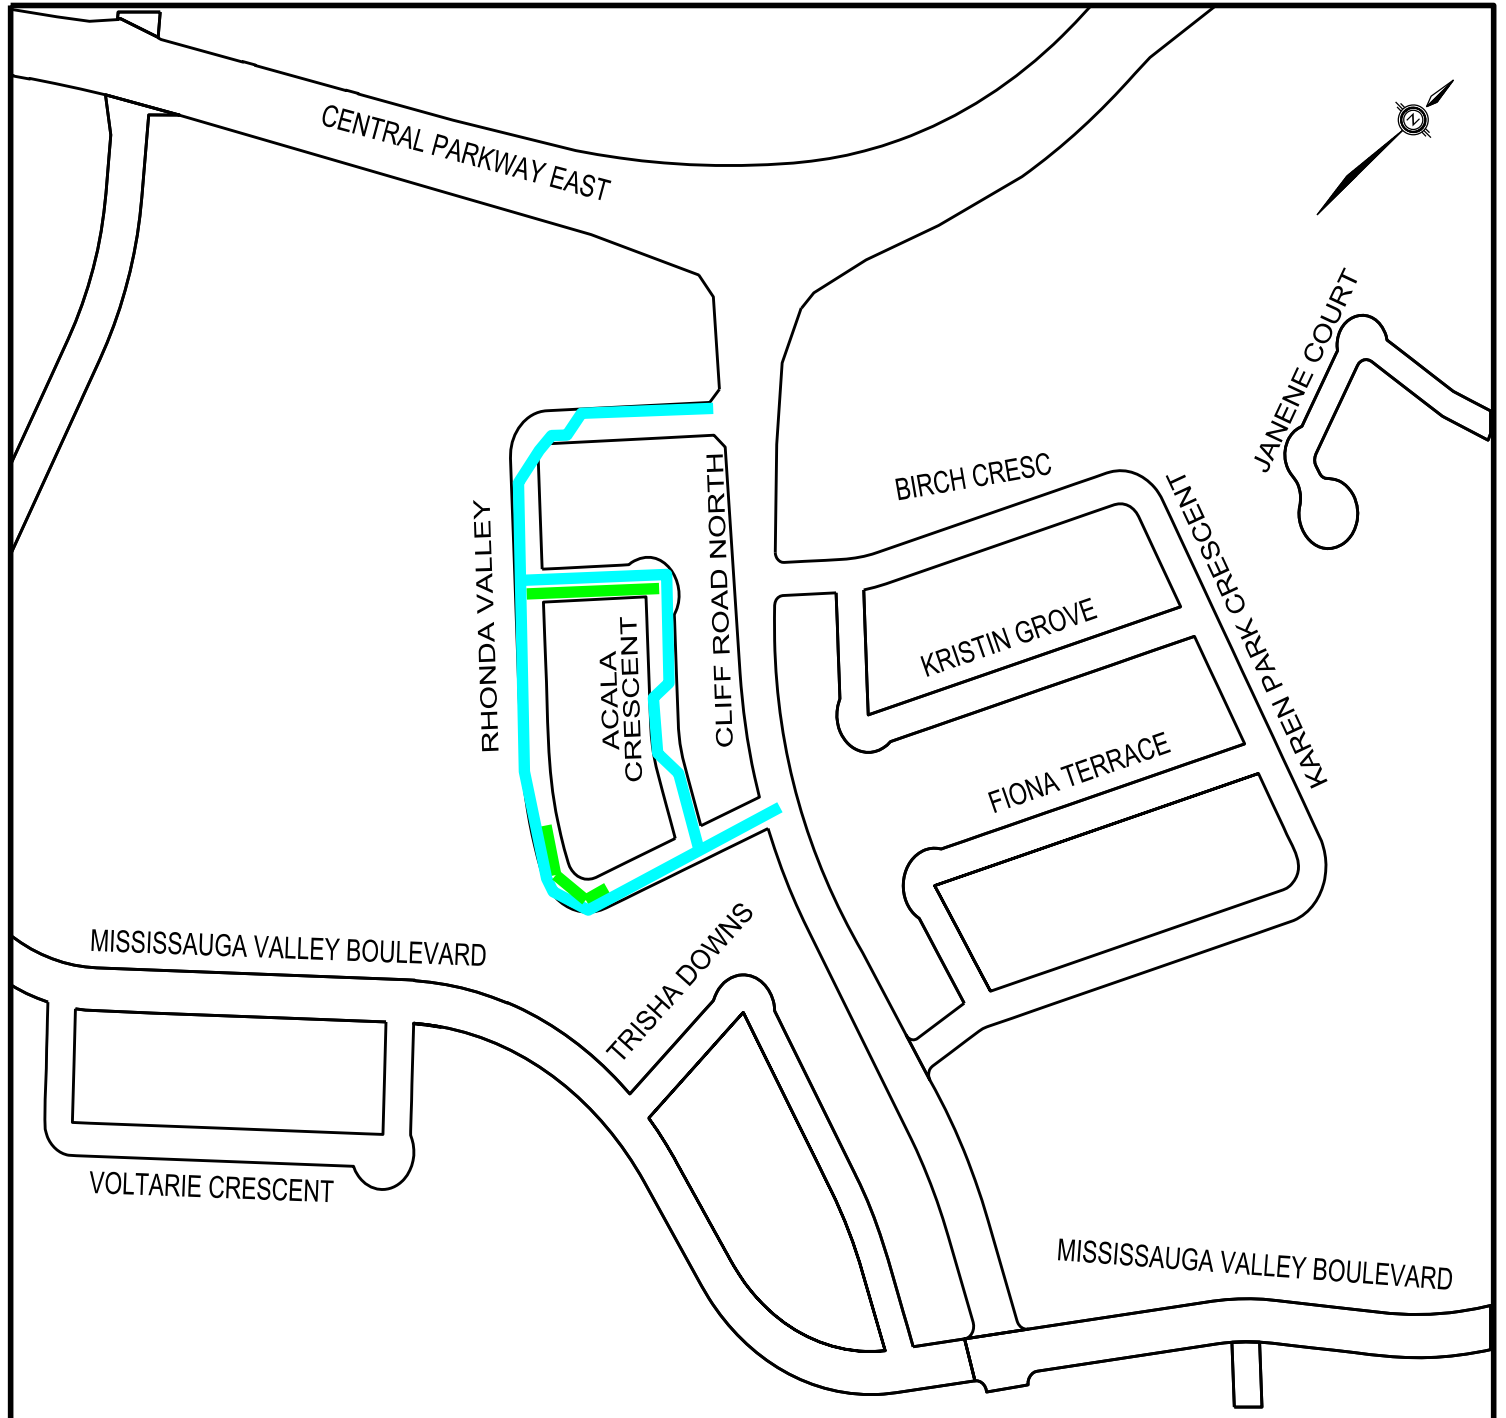 CENTRAL PARKWAY EAST
N
JANENE COURT
BIRCH CRESC
KAREN PARK CRESCENT
RHONDA VALLEY
CLIFF ROAD NORTH
ACALA
CRESCENT
KRISTIN GROVE
FIONA TERRACE
MISSISSAUGA VALLEY BOULEVARD
TRISHA DOWNS
VOLTARIE CRESCENT
MISSISSAUGA VALLEY BOULEVARD